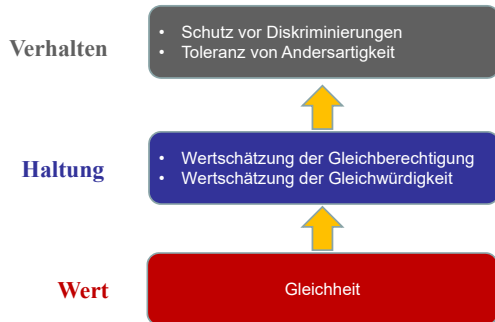 Verhalten
• Schutz vor Diskriminierungen
• Toleranz von Andersartigkeit
Haltung
• Wertschätzung der Gleichberechtigung
• Wertschätzung der Gleichwürdigkeit
Wert
Gleichheit